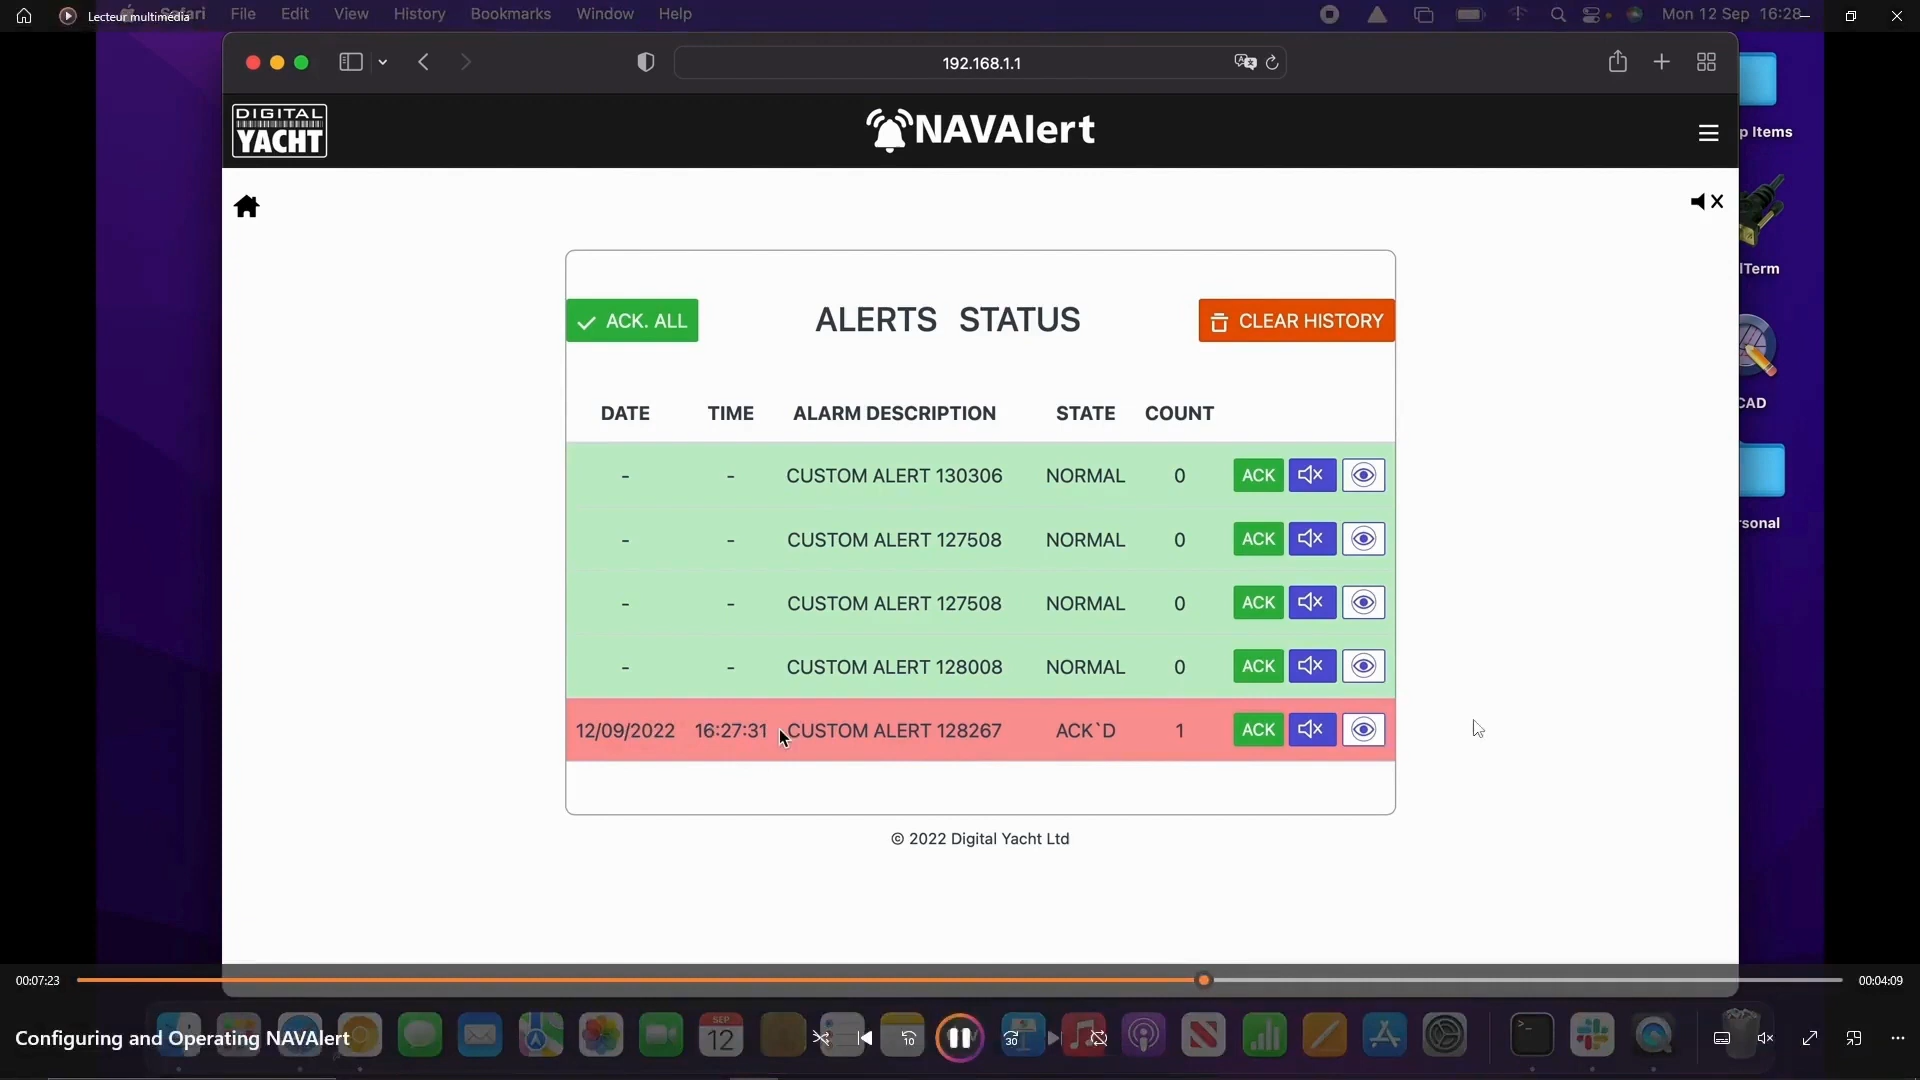 Lecteur multimédia
File Edit View History Bookmarks Window Help
Mon 12 Sep 16:28
192.168.1.1
DIGITAL
YACHT
NAVAlert
p Items
lTerm
CAD
sonal
ACK. ALL
ALERTS STATUS
CLEAR HISTORY
DATE TIME ALARM DESCRIPTION STATE COUNT
- - CUSTOM ALERT 130306 NORMAL 0 ACK
- - CUSTOM ALERT 127508 NORMAL 0 ACK
- - CUSTOM ALERT 127508 NORMAL 0 ACK
- - CUSTOM ALERT 128008 NORMAL 0 ACK
12/09/2022 16:27:31 CUSTOM ALERT 128267 ACK`D 1 ACK
© 2022 Digital Yacht Ltd
00:07:23
00:04:09
Configuring and Operating NAVAlert
SEP
12
10
30